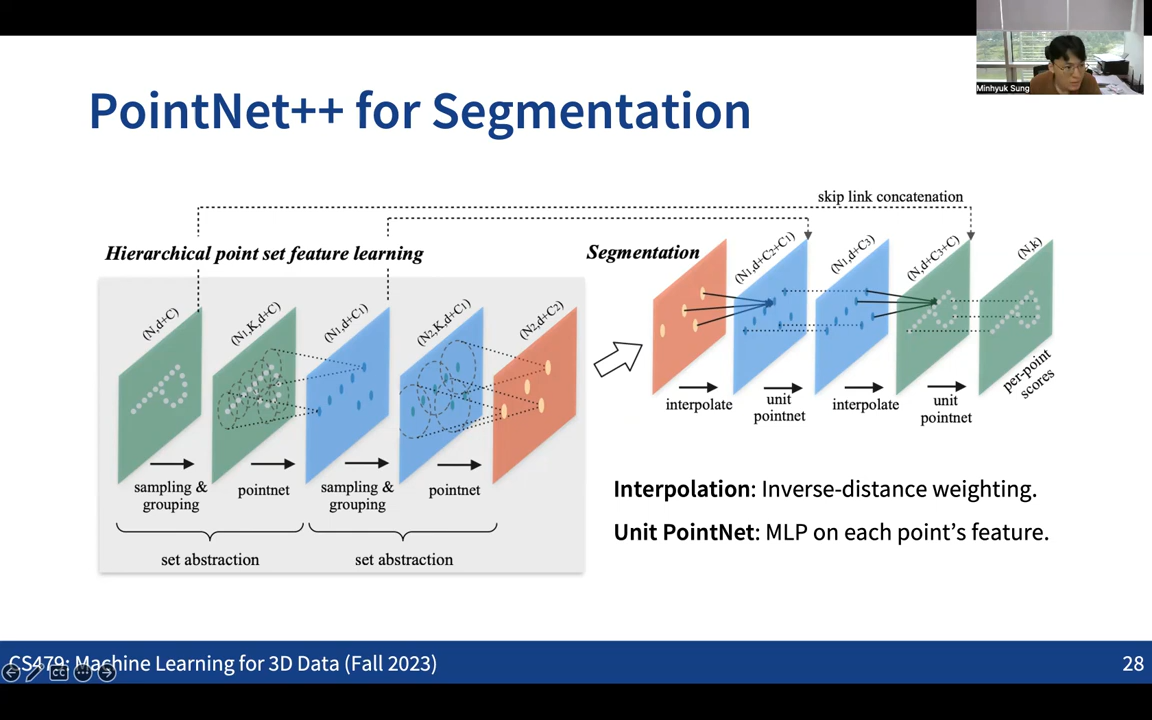 Minhyuk Sung
PointNet++ for Segmentation
skip link concatenation
Hierarchical point set feature learning
Segmentation
(N,d+C)
(N1,K,d+C)
(N1,d+C1)
(N2,K,d+C1)
(N2,d+C2)
(N1,d+C2+C1)
(N1,d+C3)
(N,d+C3+C)
(N,k)
sampling &
grouping
pointnet
sampling &
grouping
pointnet
set abstraction
set abstraction
interpolate
unit
pointnet
interpolate
unit
pointnet
per-point
scores
Interpolation: Inverse-distance weighting.
Unit PointNet: MLP on each point’s feature.
CS479: Machine Learning for 3D Data (Fall 2023)
28